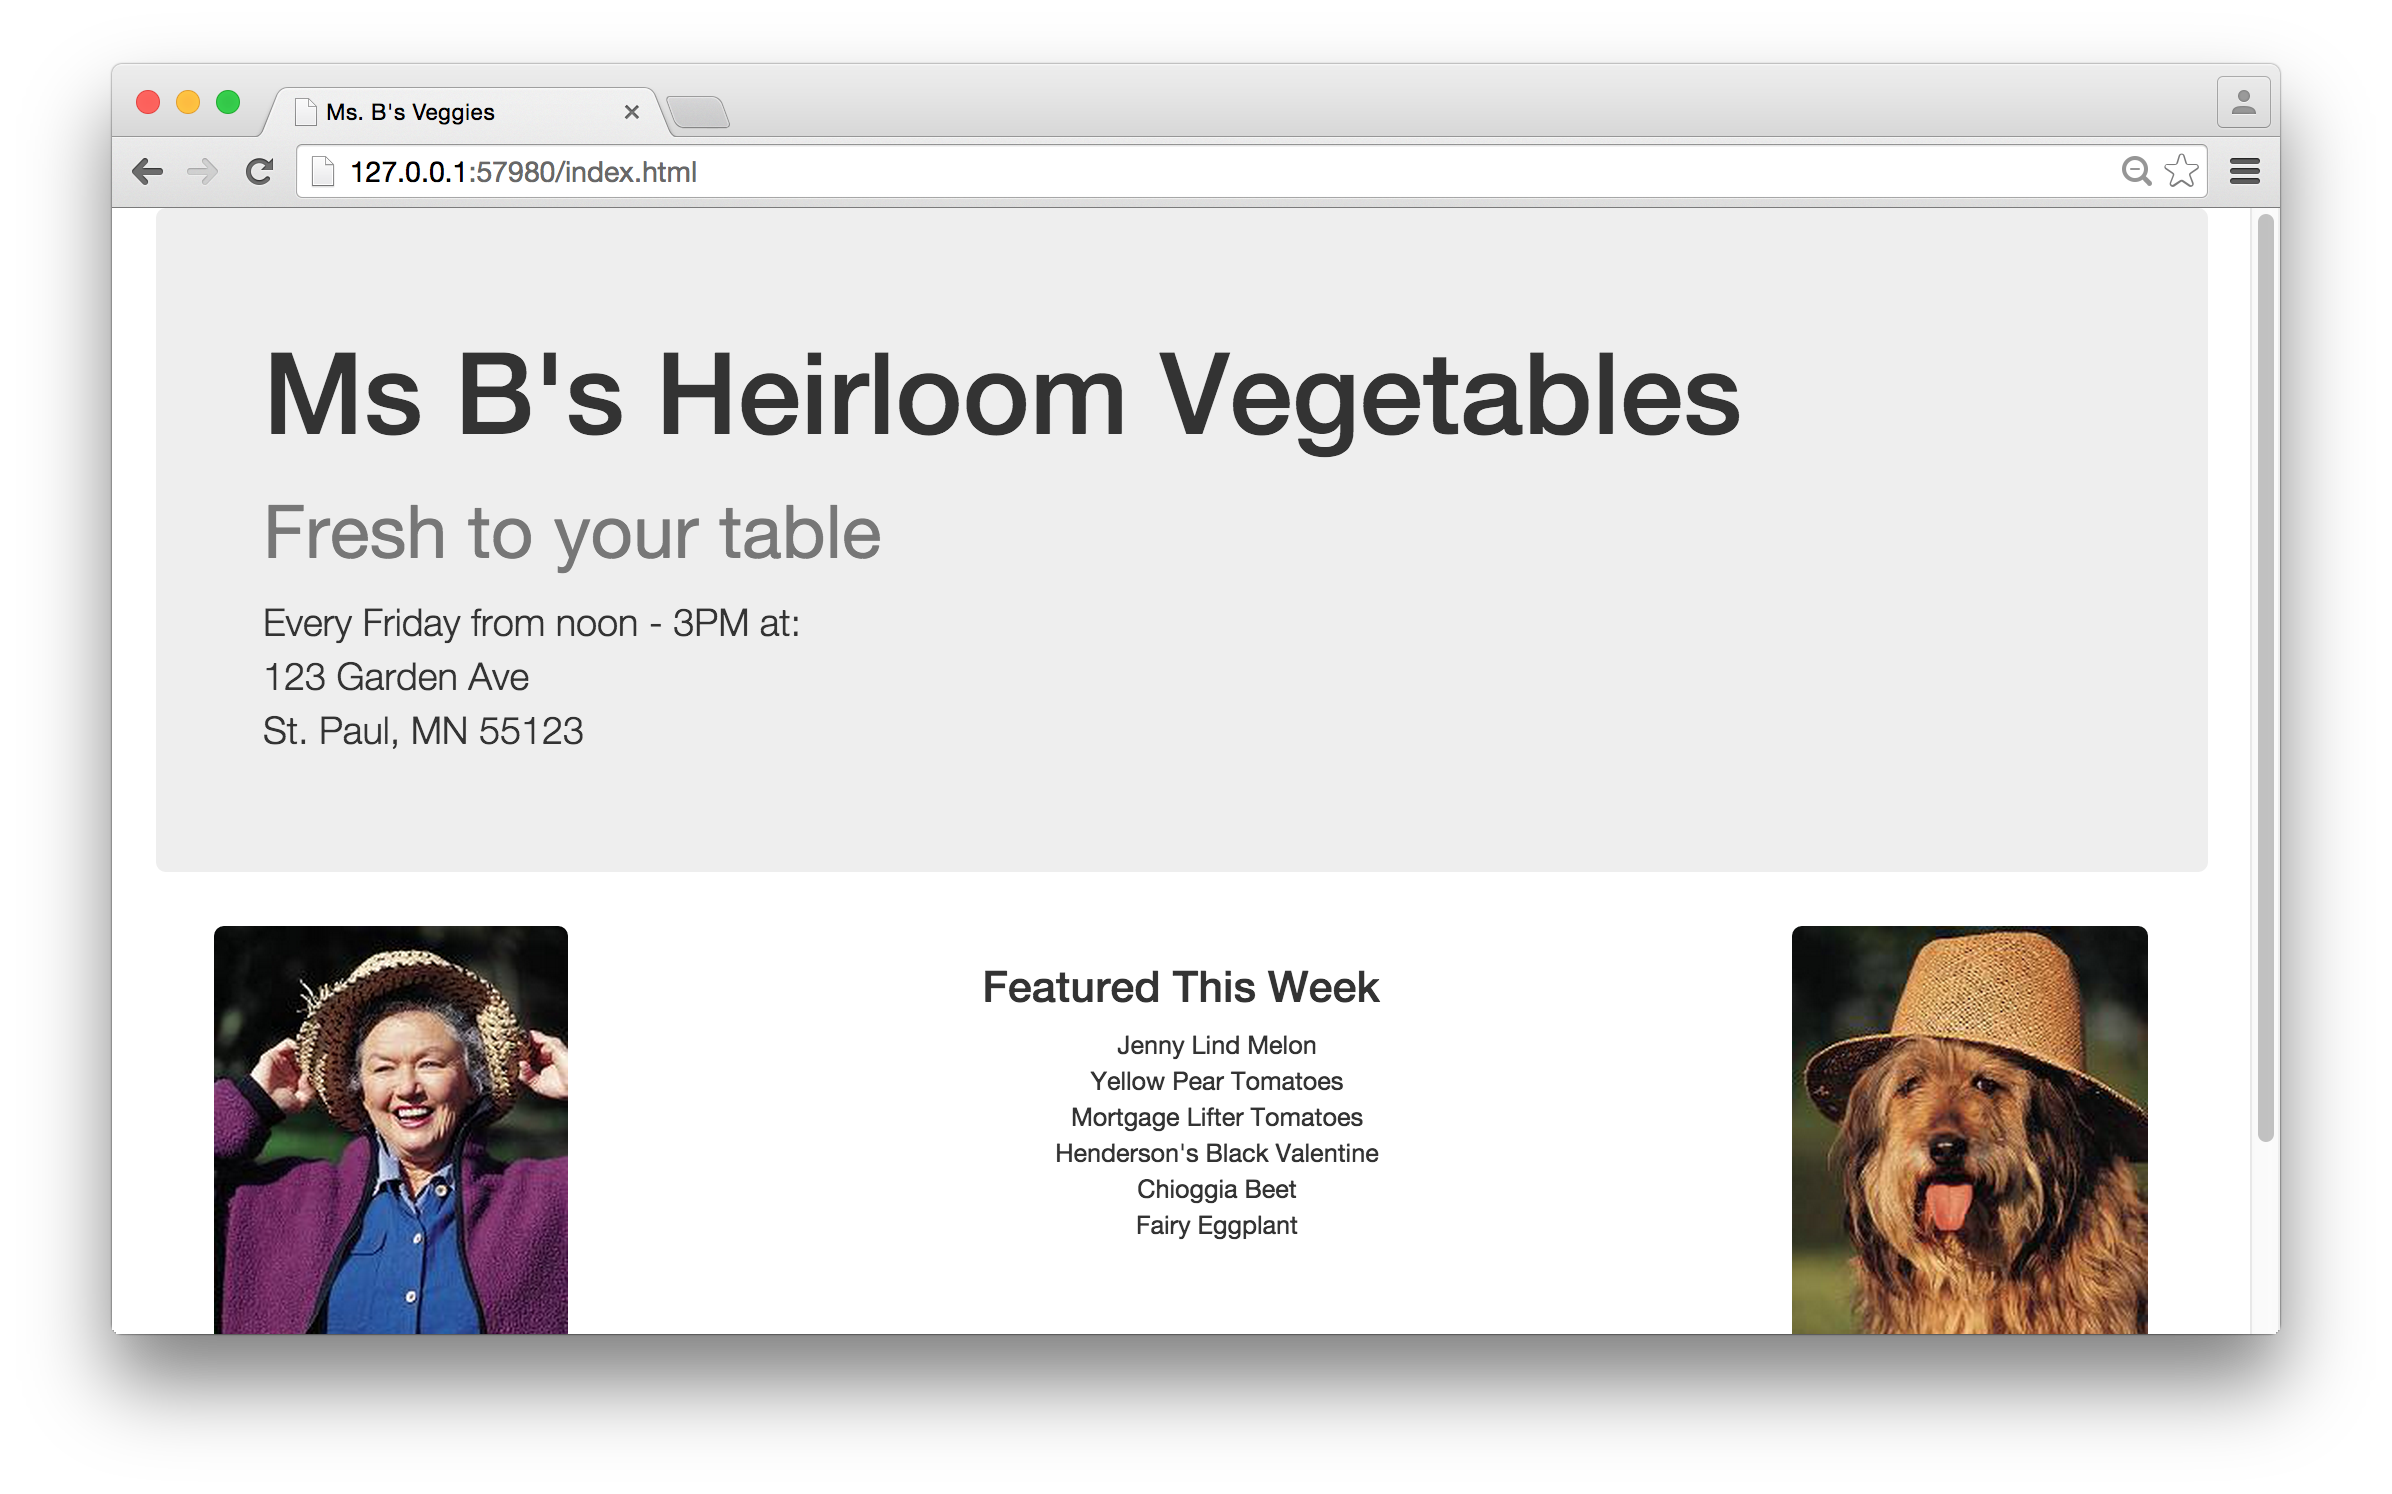 Ms. B's Veggies
127.0.0.1:57980/index.html
Ms B's Heirloom Vegetables
Fresh to your table
Every Friday from noon - 3PM at:
123 Garden Ave
St. Paul, MN 55123
Featured This Week
Jenny Lind Melon
Yellow Pear Tomatoes
Mortgage Lifter Tomatoes
Henderson's Black Valentine
Chioggia Beet
Fairy Eggplant